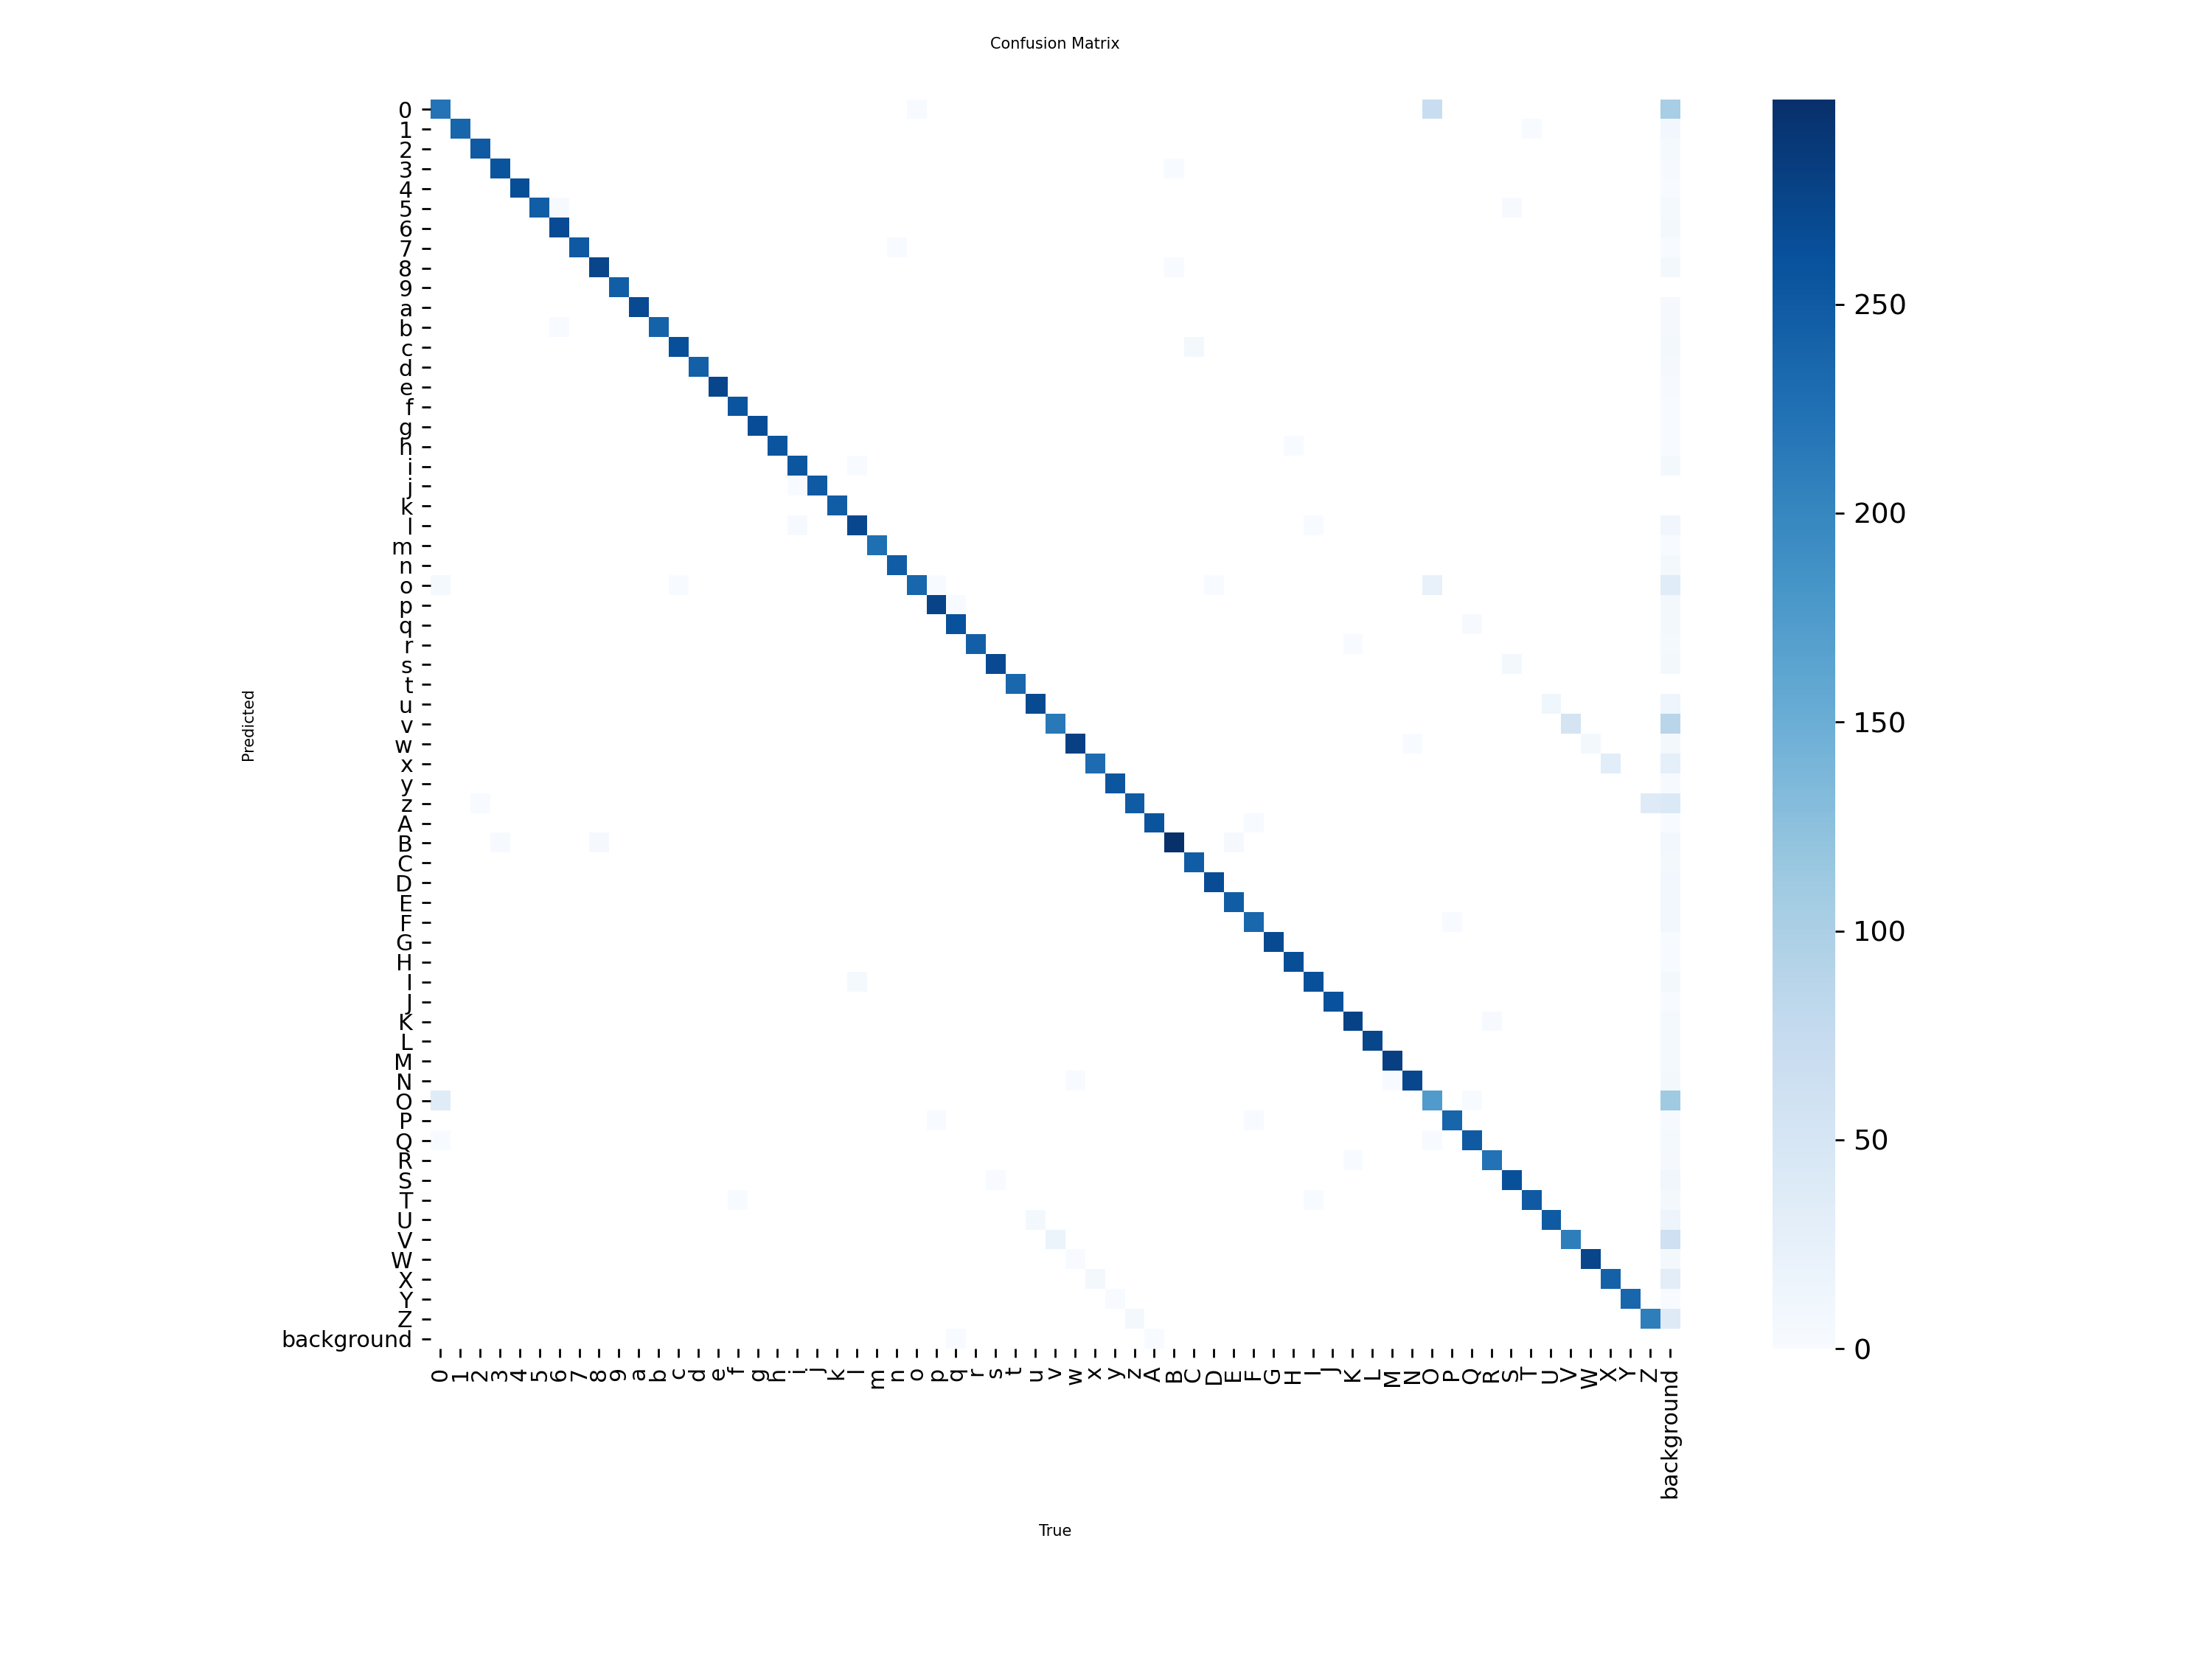 Confusion Matrix
0
1
2
3
4
5
6
7
8
9
a
b
c
d
e
f
g
h
i
j
k
l
m
n
o
p
q
r
s
t
u
v
w
x
y
z
A
B
C
D
E
F
G
H
I
J
K
L
M
N
O
P
Q
R
S
T
U
V
W
X
Y
Z
background
Predicted
0 1 2 3 4 5 6 7 8 9 a b c d e f g h i j k l m n o p q r s t u v w x y z A B C D E F G H I J K L M N O P Q R S T U V W X Y Z background
True
250
200
150
100
50
0